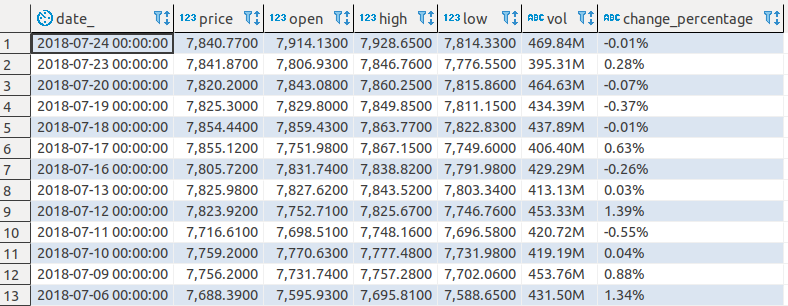 date_ 123 price 123 open 123 high 123 low ABC vol ABC change_percentage
1 2018-07-24 00:00:00 7,840.7700 7,914.1300 7,928.6500 7,814.3300 469.84M -0.01%
2 2018-07-23 00:00:00 7,841.8700 7,806.9300 7,846.7600 7,776.5500 395.31M 0.28%
3 2018-07-20 00:00:00 7,820.2000 7,843.0800 7,860.2500 7,815.8600 464.63M -0.07%
4 2018-07-19 00:00:00 7,825.3000 7,829.8000 7,849.8500 7,811.1500 434.39M -0.37%
5 2018-07-18 00:00:00 7,854.4400 7,859.4300 7,863.7700 7,822.8300 437.89M -0.01%
6 2018-07-17 00:00:00 7,855.1200 7,751.9800 7,867.1500 7,749.6000 406.40M 0.63%
7 2018-07-16 00:00:00 7,805.7200 7,831.7400 7,838.8200 7,791.9800 429.29M -0.26%
8 2018-07-13 00:00:00 7,825.9800 7,827.6200 7,843.5200 7,803.3400 413.13M 0.03%
9 2018-07-12 00:00:00 7,823.9200 7,752.7100 7,825.6700 7,746.7600 453.33M 1.39%
10 2018-07-11 00:00:00 7,716.6100 7,698.5100 7,748.1600 7,696.5800 420.72M -0.55%
11 2018-07-10 00:00:00 7,759.2000 7,770.6300 7,777.4800 7,731.9800 419.19M 0.04%
12 2018-07-09 00:00:00 7,756.2000 7,731.7400 7,757.2800 7,702.0600 453.76M 0.88%
13 2018-07-06 00:00:00 7,688.3900 7,595.9300 7,695.8100 7,588.6500 431.50M 1.34%